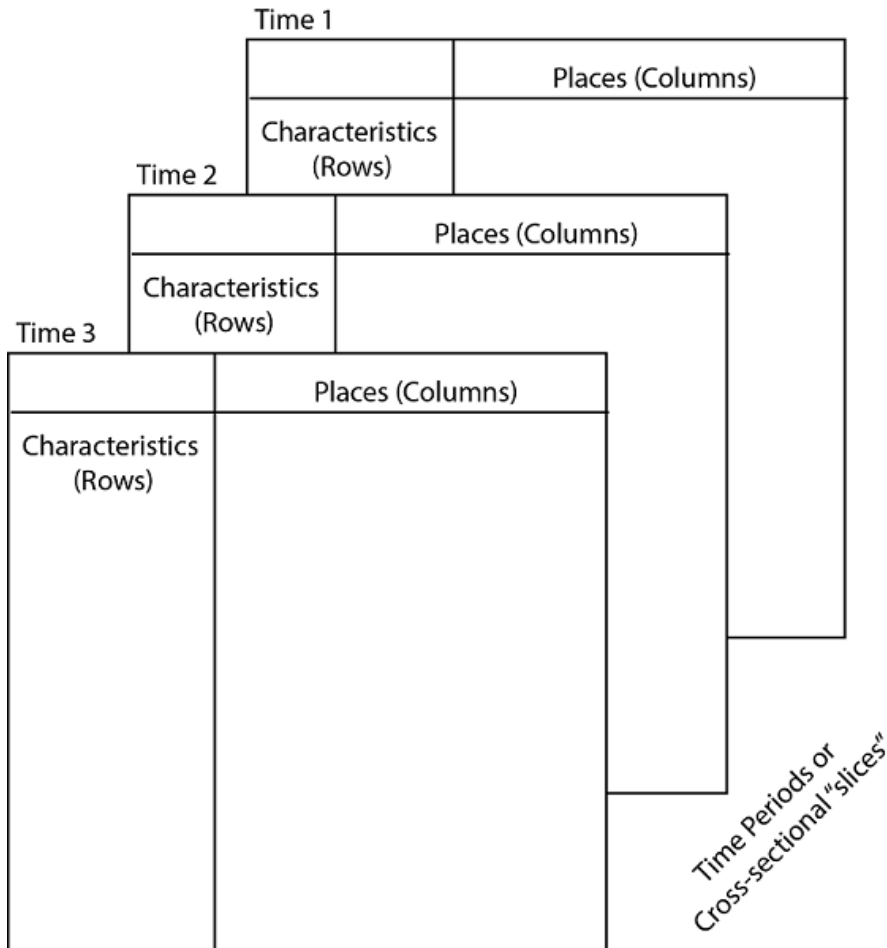 Time 1
Places (Columns)
Characteristics
(Rows)
Time 2
Places (Columns)
Characteristics
(Rows)
Time 3
Places (Columns)
Characteristics
(Rows)
Time Periods or
Cross-sectional "slices"